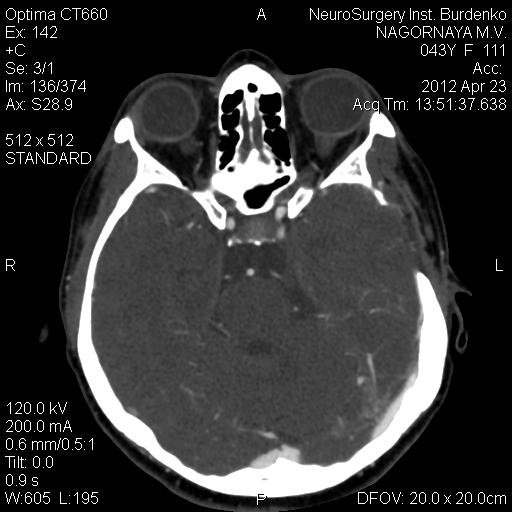 Optima CT660
Ex: 142
+C
Se: 3/1
Im: 136/374
Ax: S28.9
512 x 512
STANDARD
A
NeuroSurgery Inst. Burdenko
NAGORNAYA M.V.
043Y F 111
Acc:
2012 Apr 23
Acq Tm: 13:51:37.638
R
L
120.0 kV
200.0 mA
0.6 mm/0.5:1
Tilt: 0.0
0.9 s
W:605 L:195
P
DFOV: 20.0 x 20.0cm